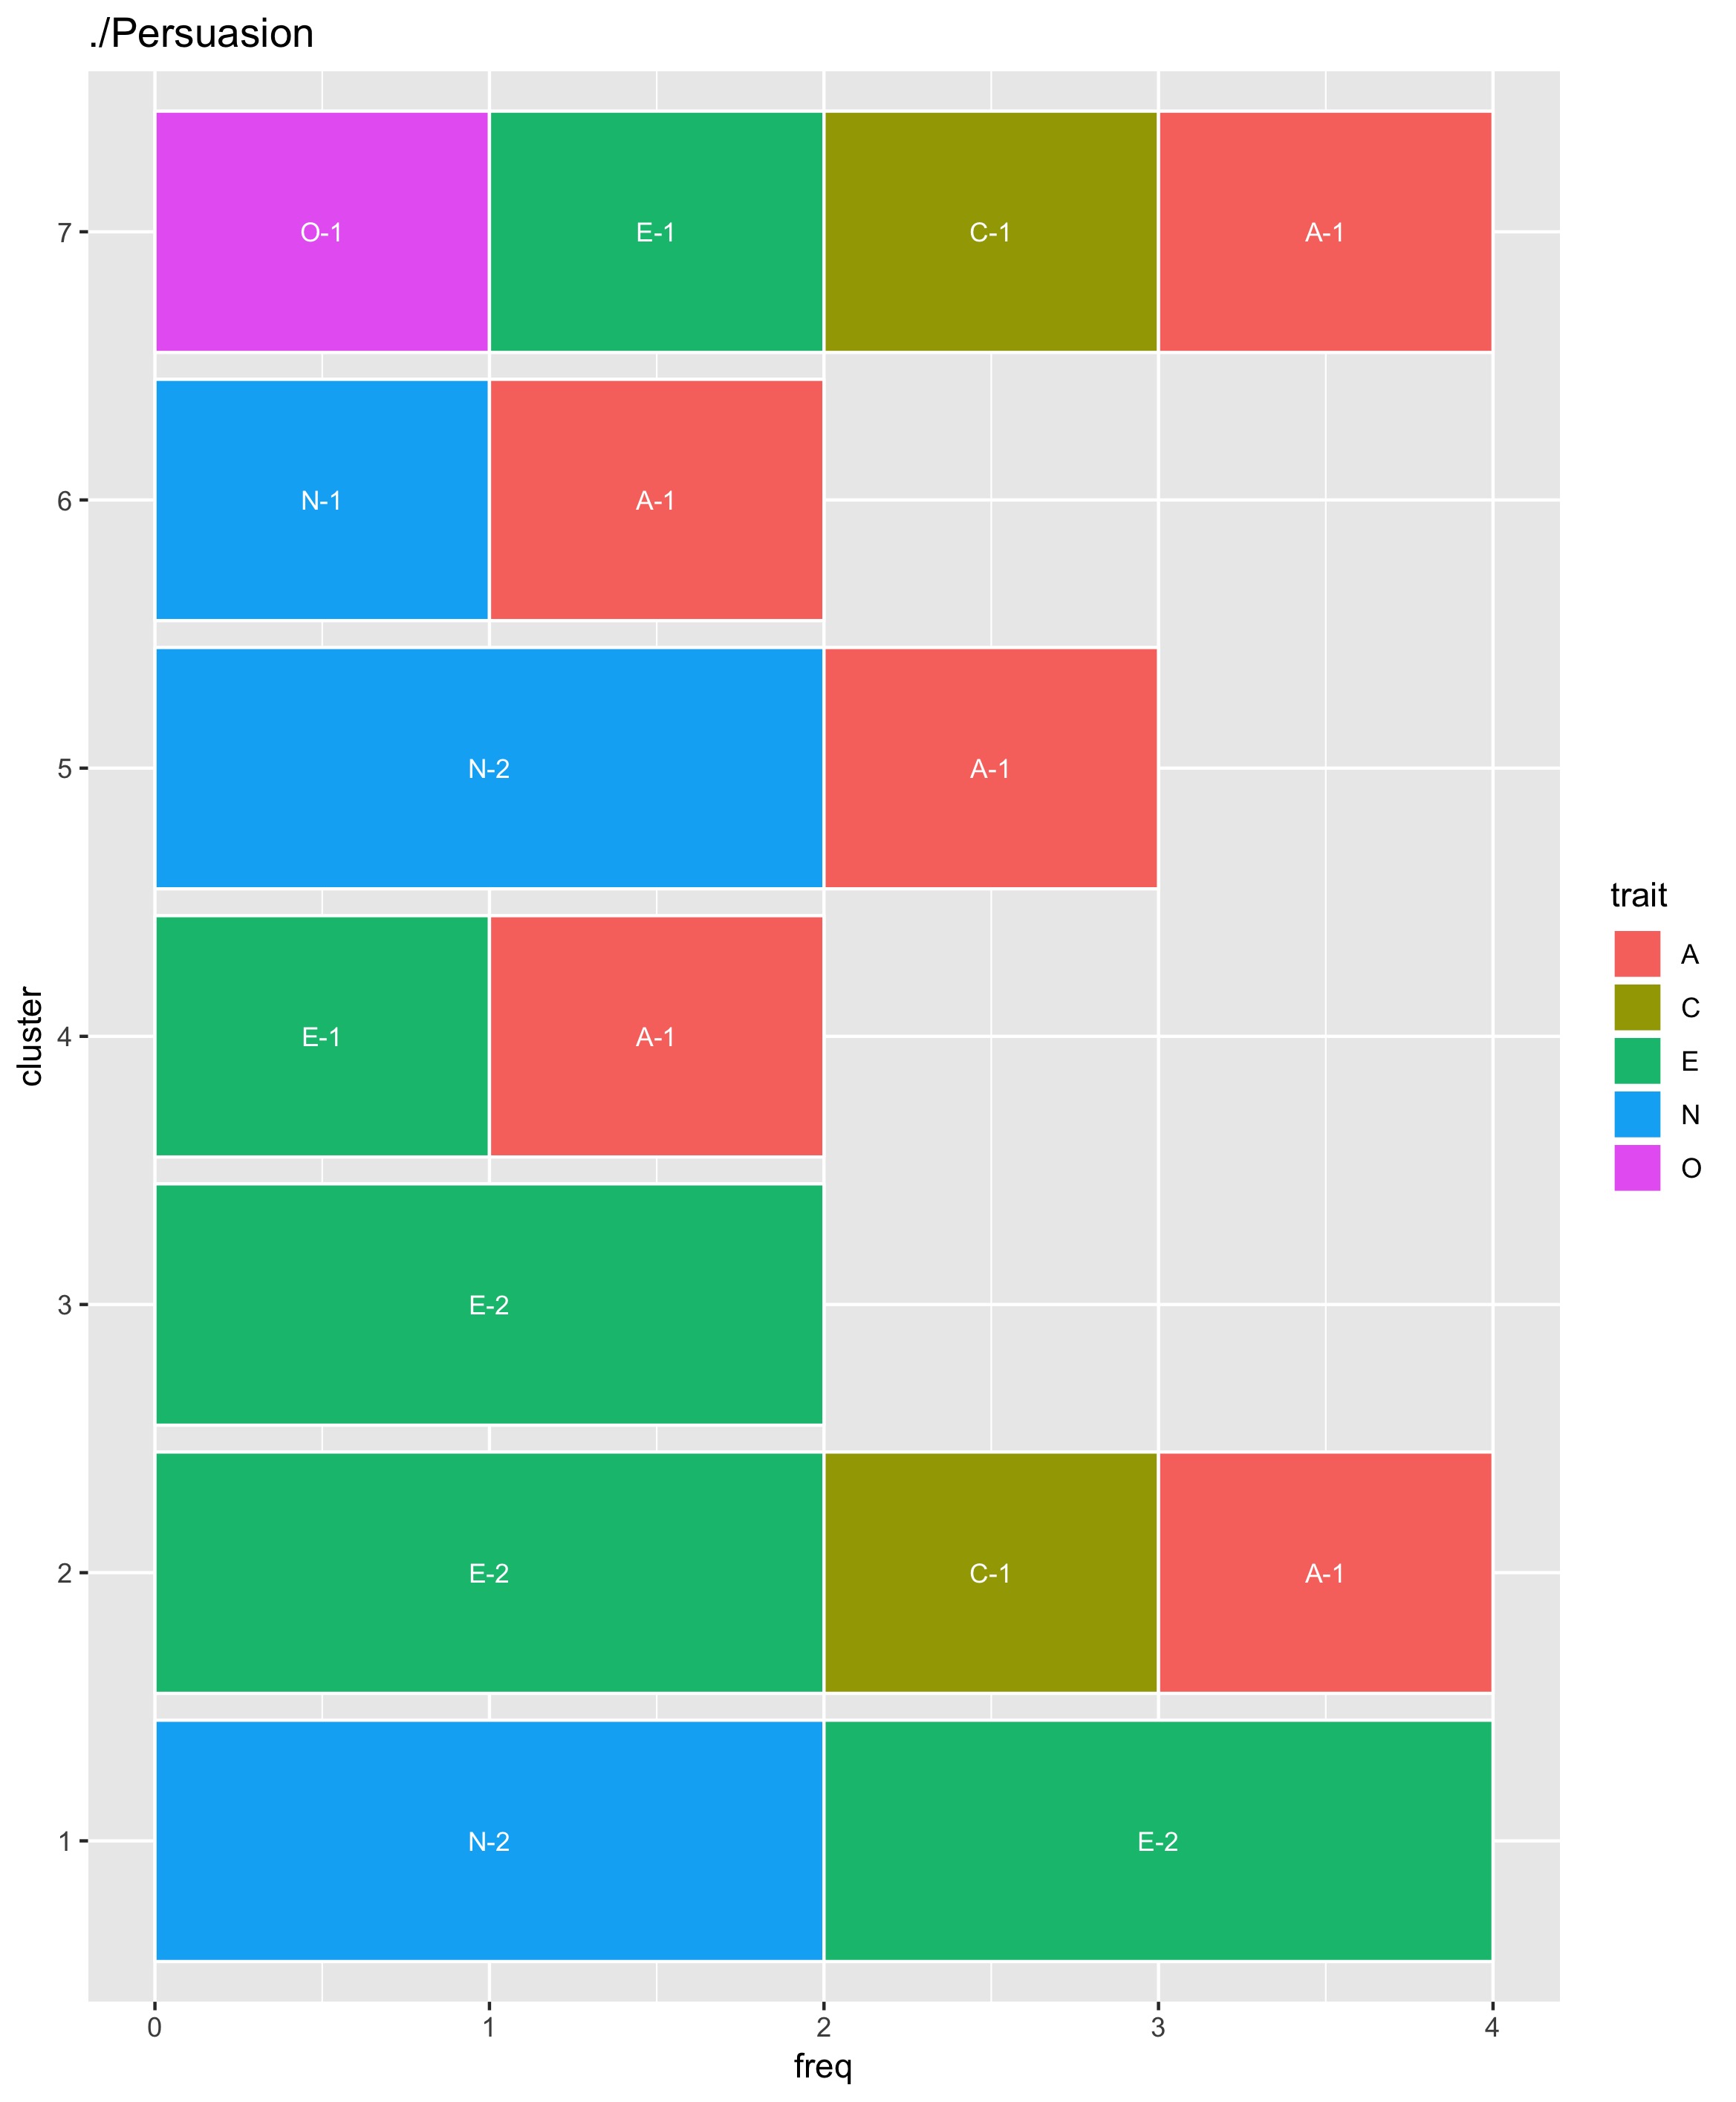 ./Persuasion
7
O-1 E-1 C-1 A-1
6
N-1 A-1
5
N-2 A-1
4
E-1 A-1
3
E-2
2
E-2 C-1 A-1
1
N-2 E-2
cluster
0 1 2 3 4
freq
trait
A
C
E
N
O